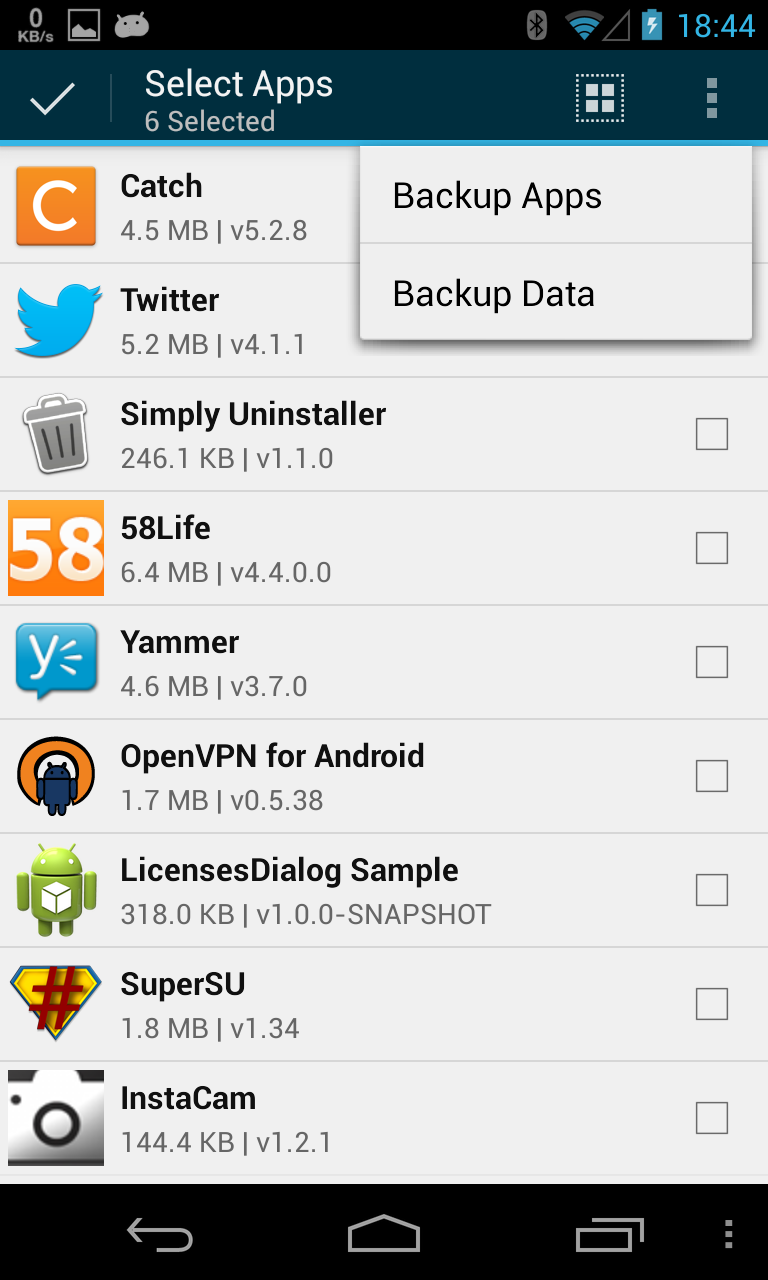 0
KB/s
18:44
Select Apps
6 Selected
Backup Apps
Backup Data
C
Catch
4.5 MB | v5.2.8
Twitter
5.2 MB | v4.1.1
Simply Uninstaller
246.1 KB | v1.1.0
58
58Life
6.4 MB | v4.4.0.0
y
Yammer
4.6 MB | v3.7.0
OpenVPN for Android
1.7 MB | v0.5.38
LicensesDialog Sample
318.0 KB | v1.0.0-SNAPSHOT
#
SuperSU
1.8 MB | v1.34
InstaCam
144.4 KB | v1.2.1